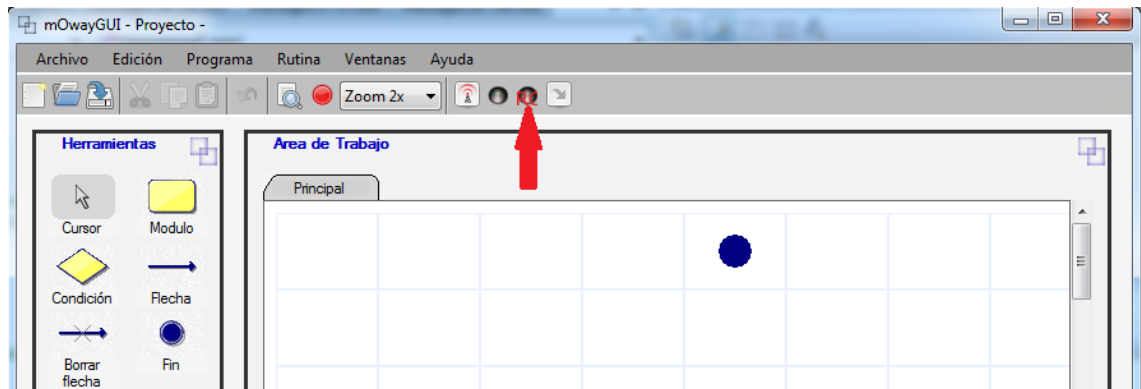 mOwayGUI - Proyecto -
Archivo Edición Programa Rutina Ventanas Ayuda
Zoom 2x
RC
Herramientas
Area de Trabajo
Principal
Cursor
Modulo
Condición
Flecha
Borrar
flecha
Fin